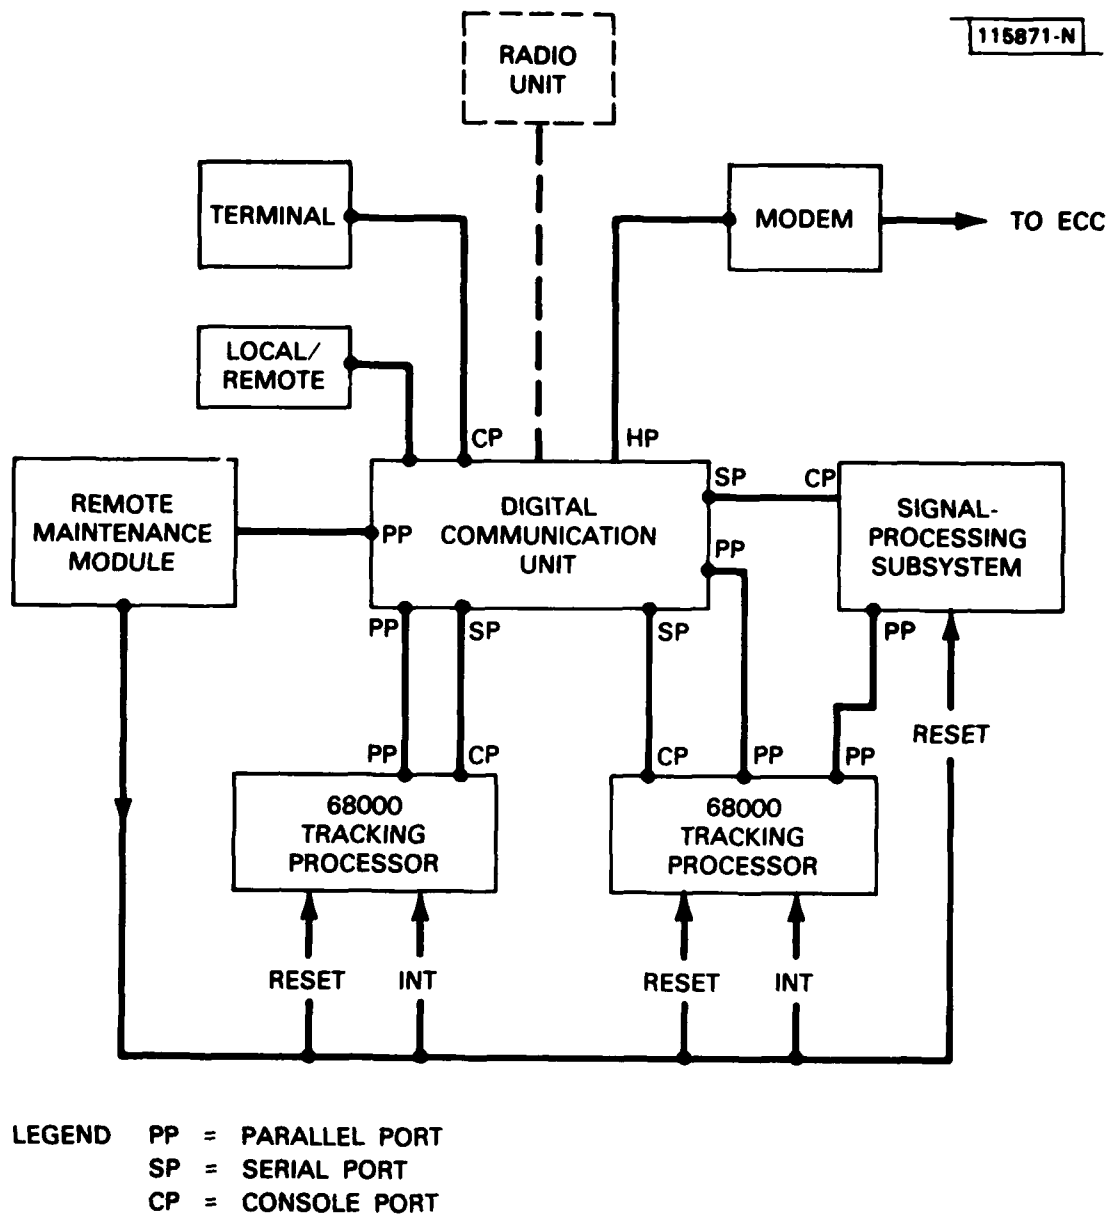 115871-N
RADIO
UNIT
TERMINAL
MODEM
TO ECC
LOCAL/
REMOTE
CP
HP
REMOTE
MAINTENANCE
MODULE
PP
DIGITAL
COMMUNICATION
UNIT
SP
CP
PP
SIGNAL-
PROCESSING
SUBSYSTEM
PP
SP
SP
PP
RESET
PP
CP
CP
PP
PP
68000
TRACKING
PROCESSOR
68000
TRACKING
PROCESSOR
RESET
INT
RESET
INT
LEGEND PP = PARALLEL PORT
SP = SERIAL PORT
CP = CONSOLE PORT